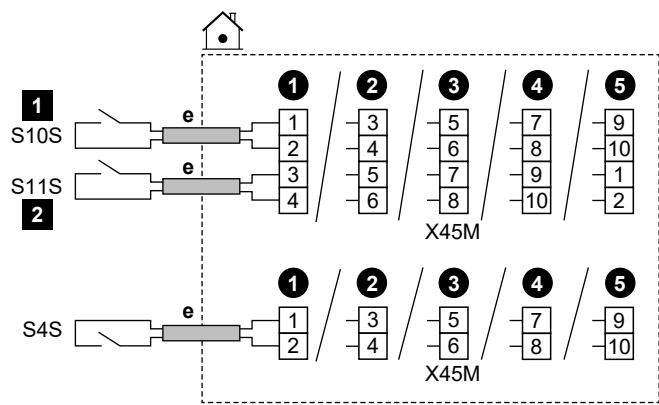 1 2 3 4 5
1 e 1 3 5 7 9
S10S 2 4 6 8 10
S11S e 3 5 7 9 1
2 4 6 8 10 2
X45M
1 2 3 4 5
S4S e 1 3 5 7 9
2 4 6 8 10
X45M